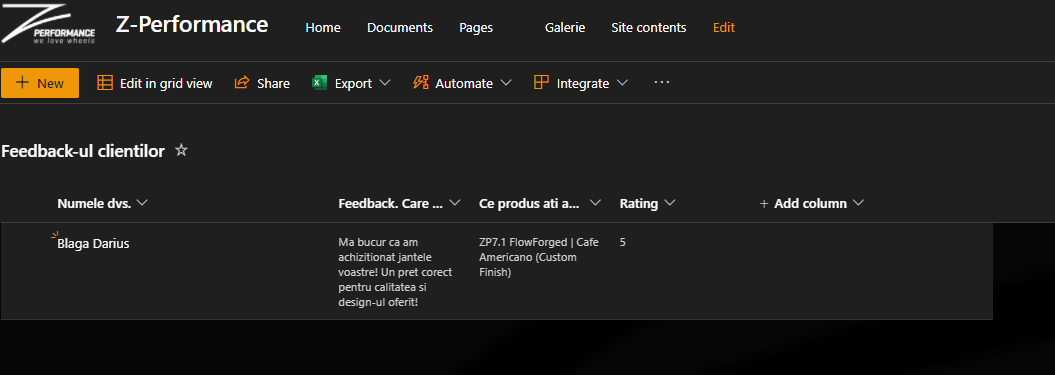 Z PERFORMANCE
we love wheels
Z-Performance
Home Documents Pages Galerie Site contents Edit
+ New Edit in grid view Share Export Automate Integrate ...
Feedback-ul clientilor
Numele dvs. Feedback. Care ... Ce produs ati a... Rating + Add column
Blaga Darius
Ma bucur ca am
achizitionat jantele
voastre! Un pret corect
pentru calitatea si
design-ul oferit!
ZP7.1 FlowForged | Cafe
Americano (Custom
Finish)
5